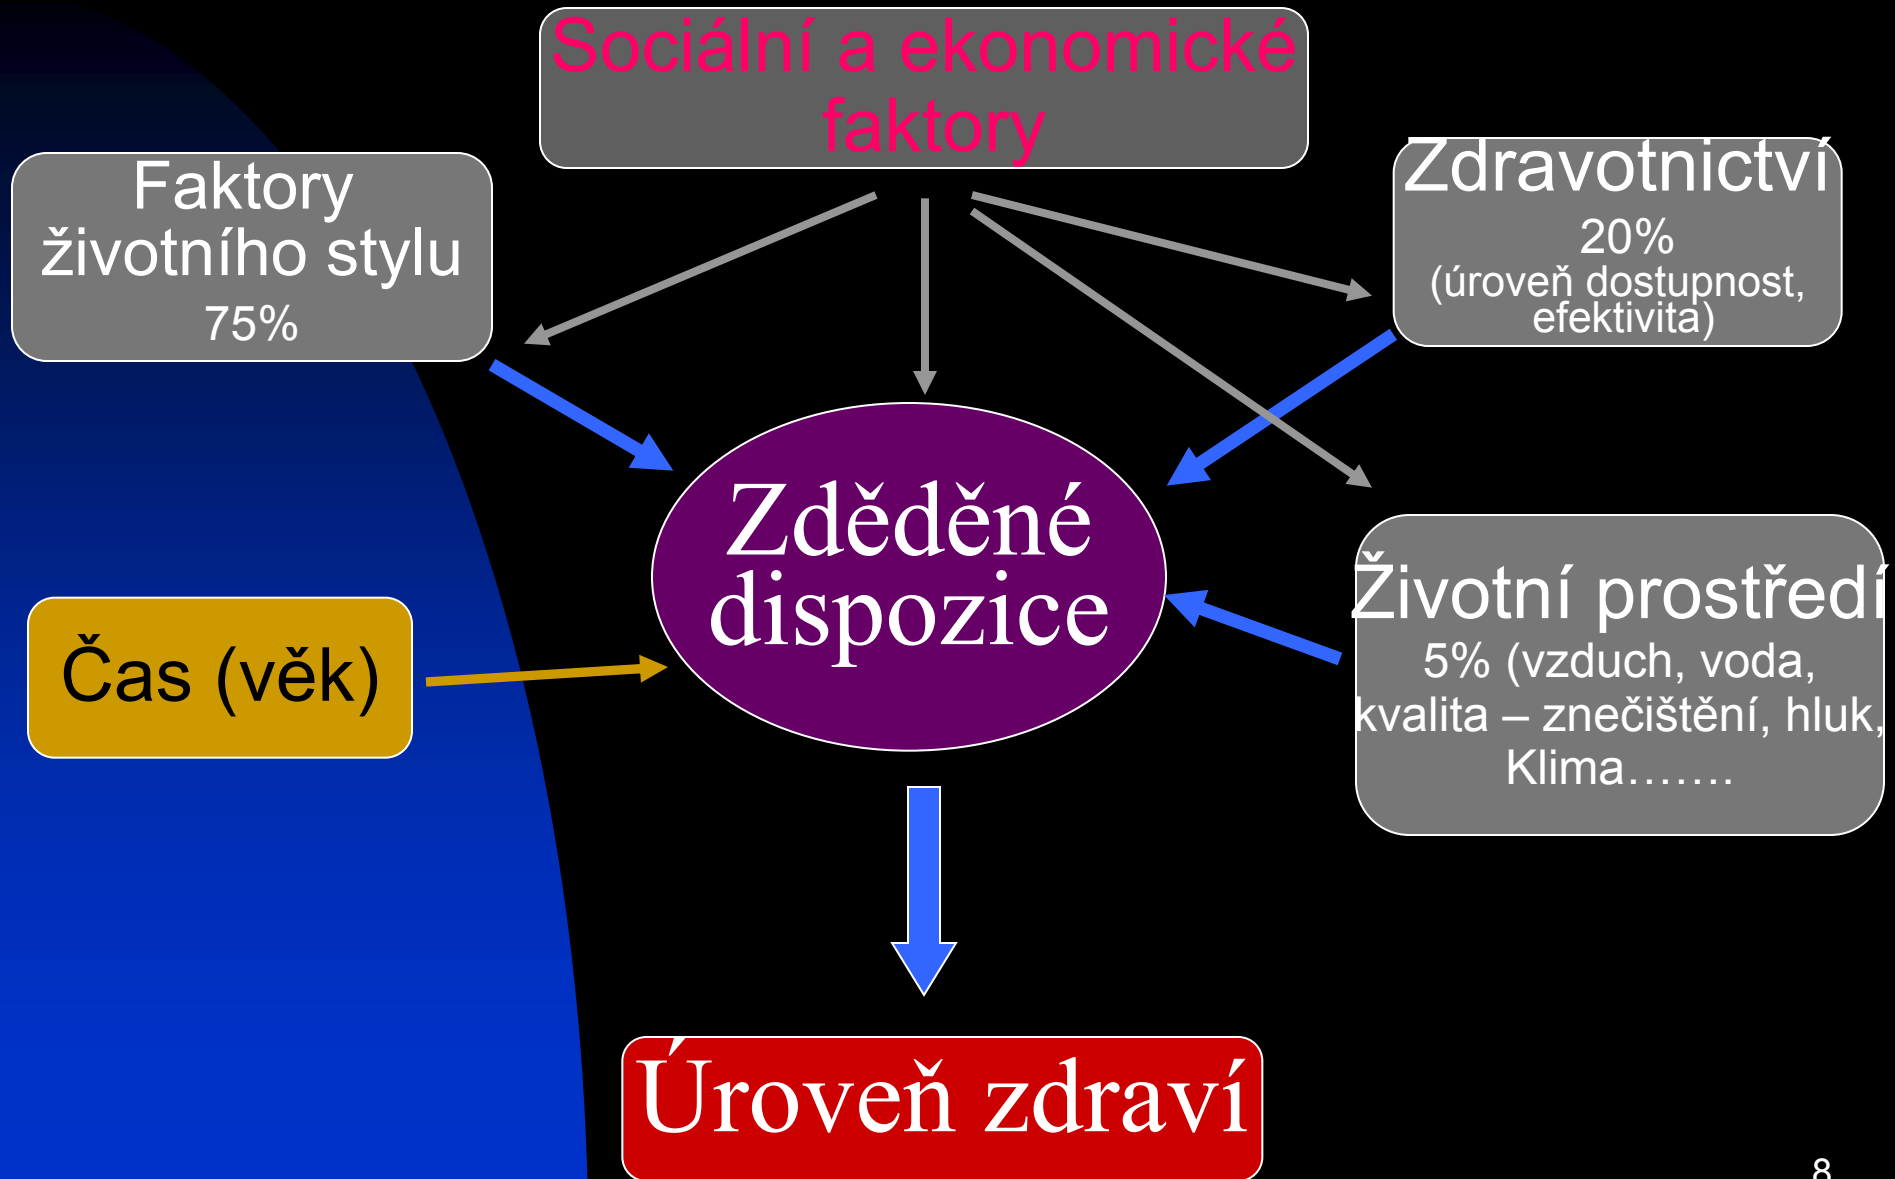 Sociální a ekonomické
faktory
Faktory
životního stylu
75%
Zdravotnictví
20%
(úroveň dostupnost,
efektivita)
Zděděné
dispozice
Čas (věk)
Životní prostředí
5% (vzduch, voda,
kvalita – znečištění, hluk,
Klima…….
Úroveň zdraví
8